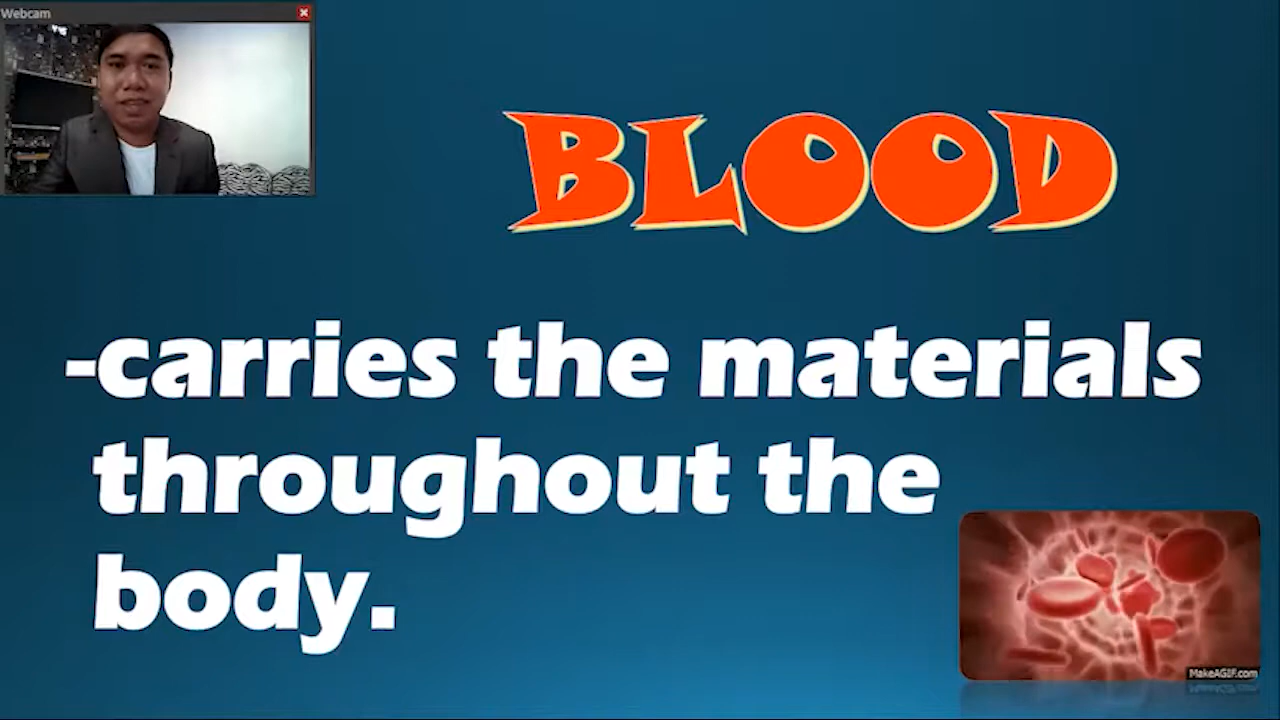 Webcam
BLOOD
-carries the materials
throughout the
body.
MakeAGIF.com